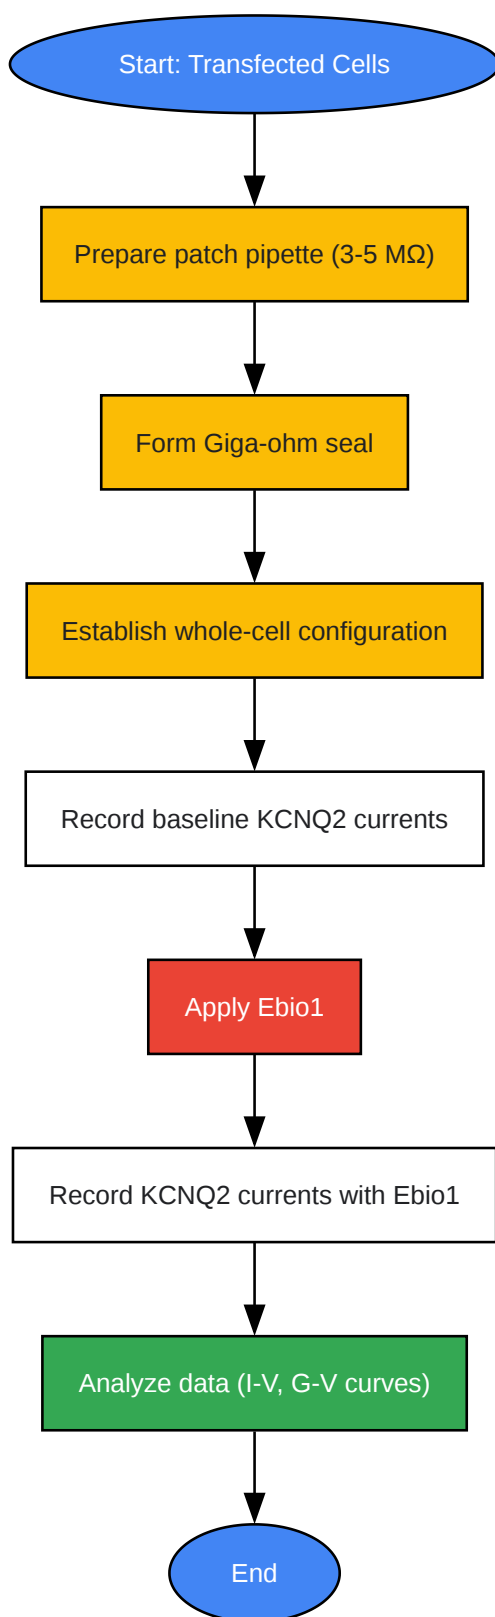 Start: Transfected Cells
Prepare patch pipette (3-5 MΩ)
Form Giga-ohm seal
Establish whole-cell configuration
Record baseline KCNQ2 currents
Apply Ebio1
Record KCNQ2 currents with Ebio1
Analyze data (I-V, G-V curves)
End